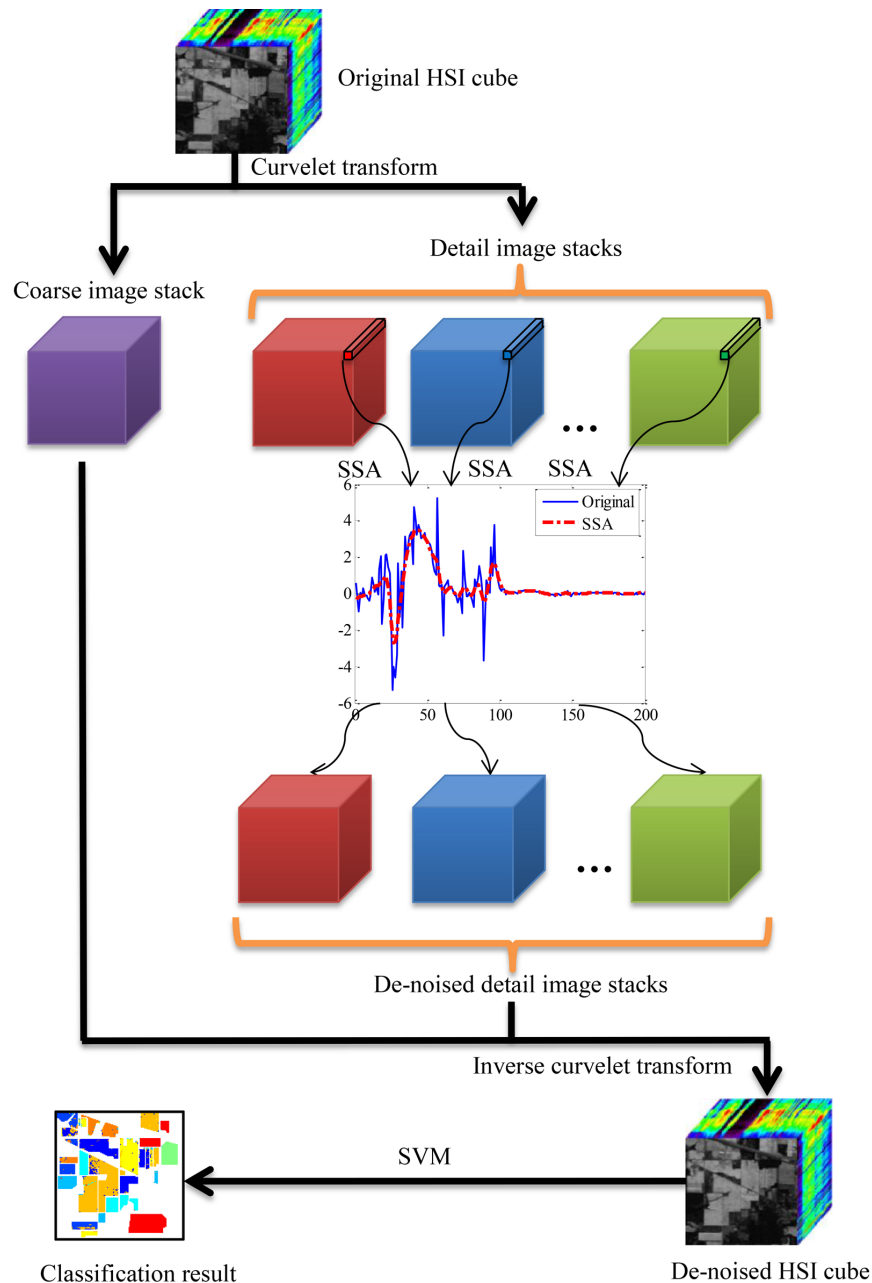 Original HSI cube
Curvelet transform
Detail image stacks
Coarse image stack
...
SSA SSA SSA
6
Original
SSA
4
2
0
-2
-4
-6
0 50 100 150 200
...
De-noised detail image stacks
Inverse curvelet transform
SVM
Classification result
De-noised HSI cube